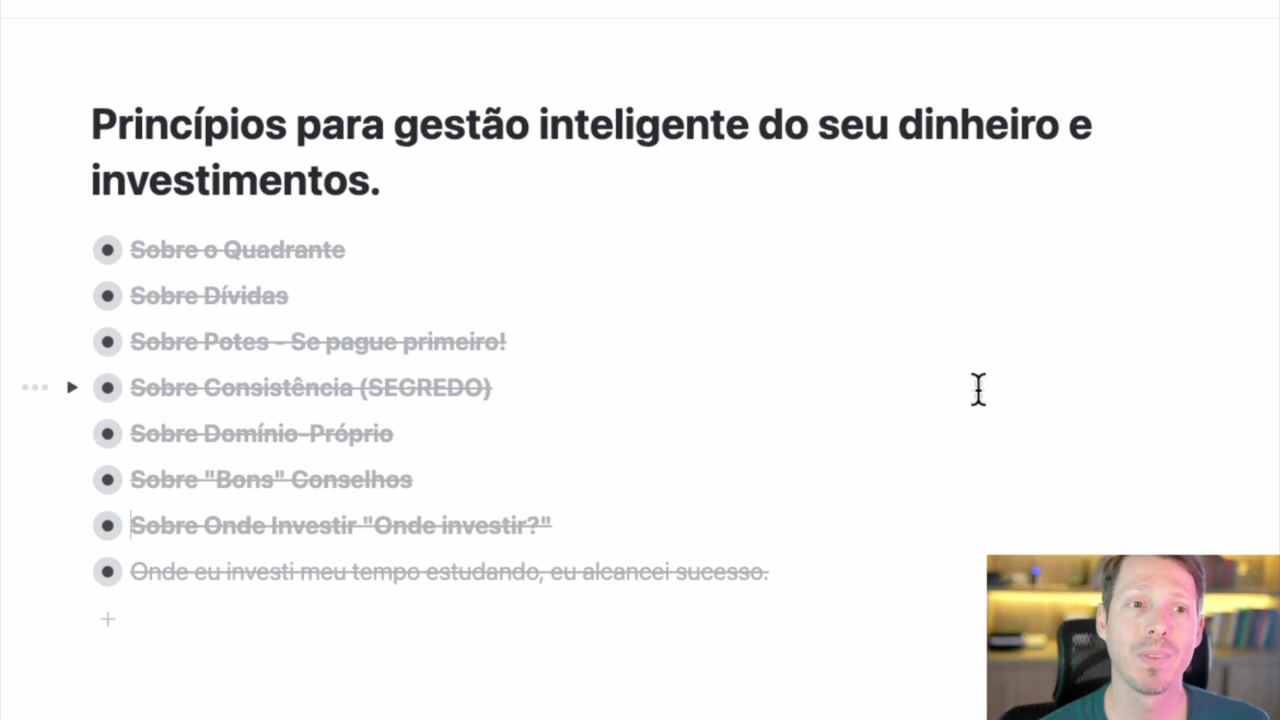 Princípios para gestão inteligente do seu dinheiro e
investimentos.
Sobre o Quadrante
Sobre Dívidas
Sobre Potes - Se pague primeiro!
Sobre Consistência (SEGREDO)
Sobre Domínio-Próprio
Sobre "Bons" Conselhos
Sobre Onde Investir "Onde investir?"
Onde eu investi meu tempo estudando, eu alcancei sucesso.